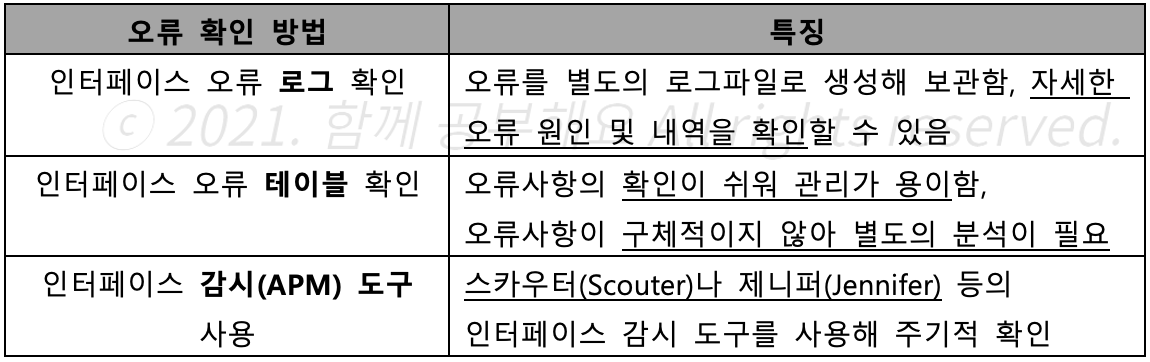 오류 확인 방법
특징
인터페이스 오류 로그 확인
오류를 별도의 로그파일로 생성해 보관함, 자세한
오류 원인 및 내역을 확인할 수 있음
인터페이스 오류 테이블 확인
오류사항의 확인이 쉬워 관리가 용이함,
오류사항이 구체적이지 않아 별도의 분석이 필요
인터페이스 감시(APM) 도구
사용
스카우터(Scouter)나 제니퍼(Jennifer) 등의
인터페이스 감시 도구를 사용해 주기적 확인
ⓒ 2021. 함께 공부해요 All rights reserved.